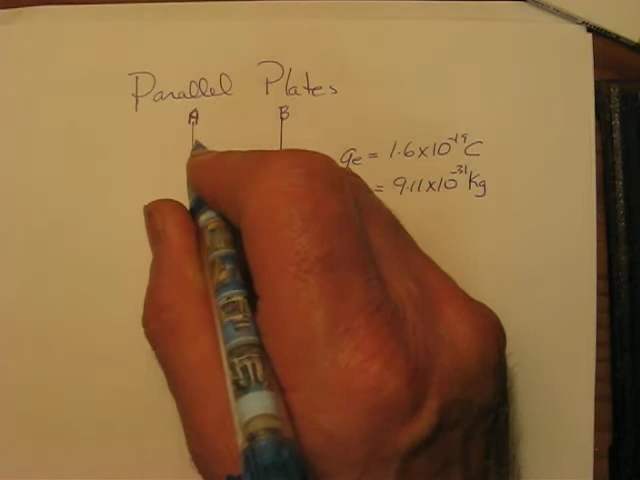 Parallel Plates
A B
qe = 1.6x10^-19 C
= 9.11x10^-31 Kg